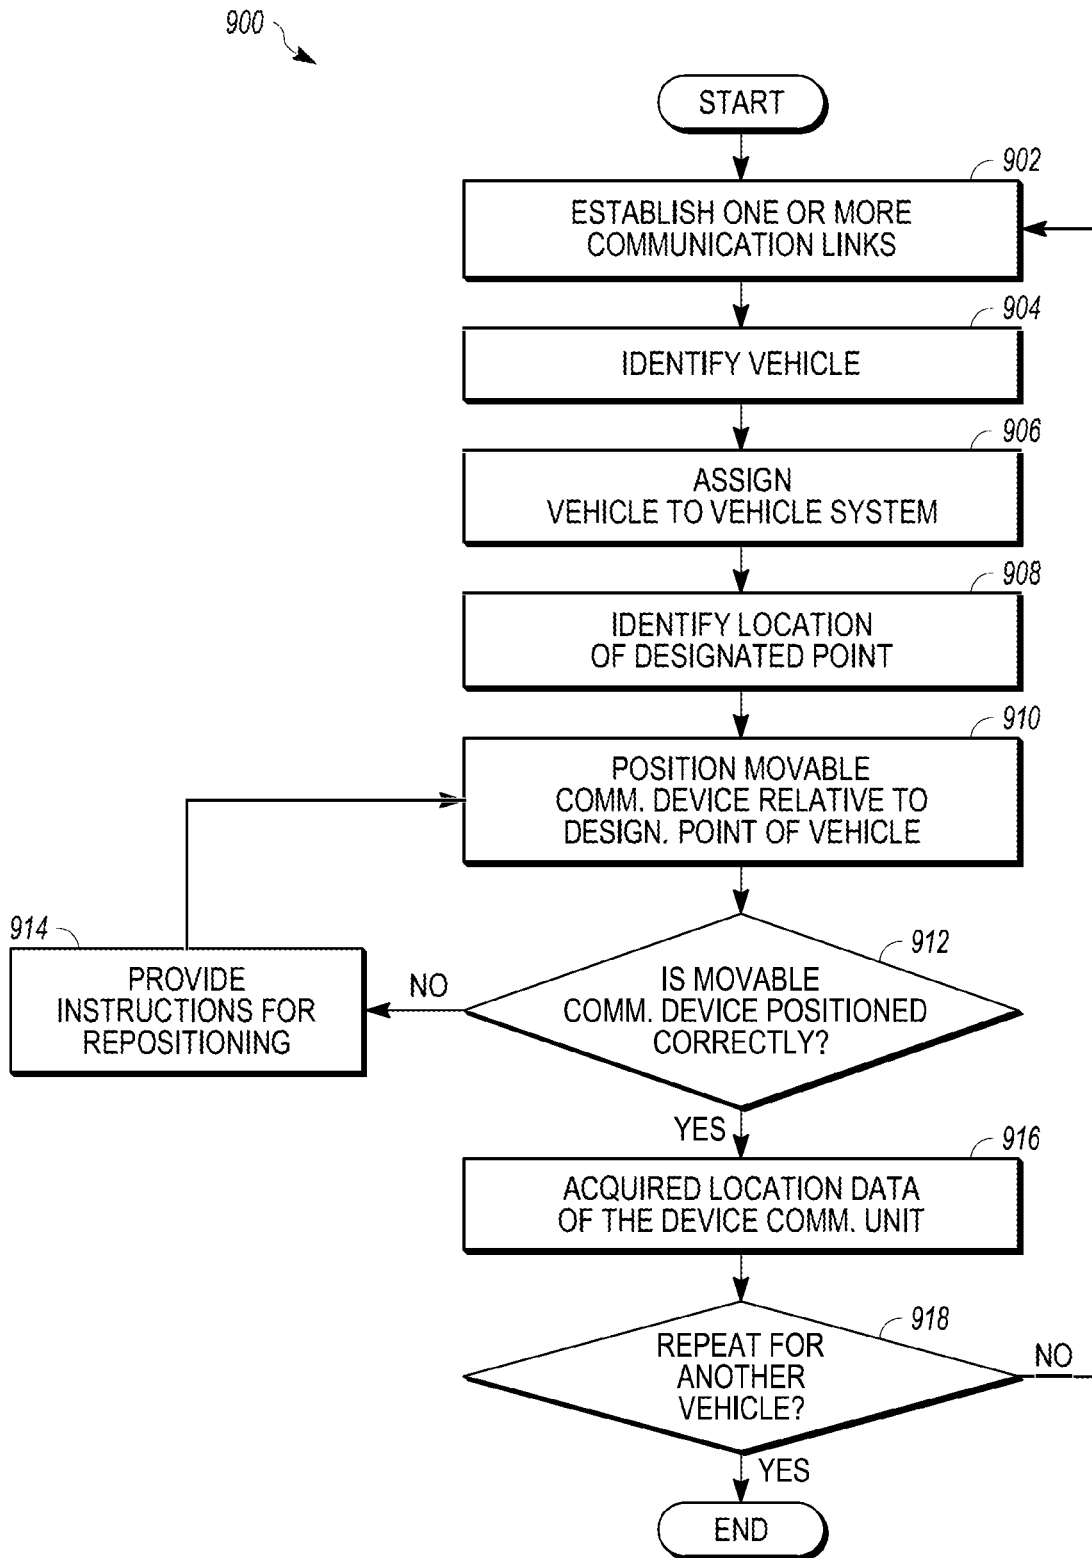 900
START
902
ESTABLISH ONE OR MORE
COMMUNICATION LINKS
904
IDENTIFY VEHICLE
906
ASSIGN
VEHICLE TO VEHICLE SYSTEM
908
IDENTIFY LOCATION
OF DESIGNATED POINT
910
POSITION MOVABLE
COMM. DEVICE RELATIVE TO
DESIGN. POINT OF VEHICLE
914
PROVIDE
INSTRUCTIONS FOR
REPOSITIONING
NO
912
IS MOVABLE
COMM. DEVICE POSITIONED
CORRECTLY?
YES
916
ACQUIRED LOCATION DATA
OF THE DEVICE COMM. UNIT
918
REPEAT FOR
ANOTHER
VEHICLE?
NO
YES
END